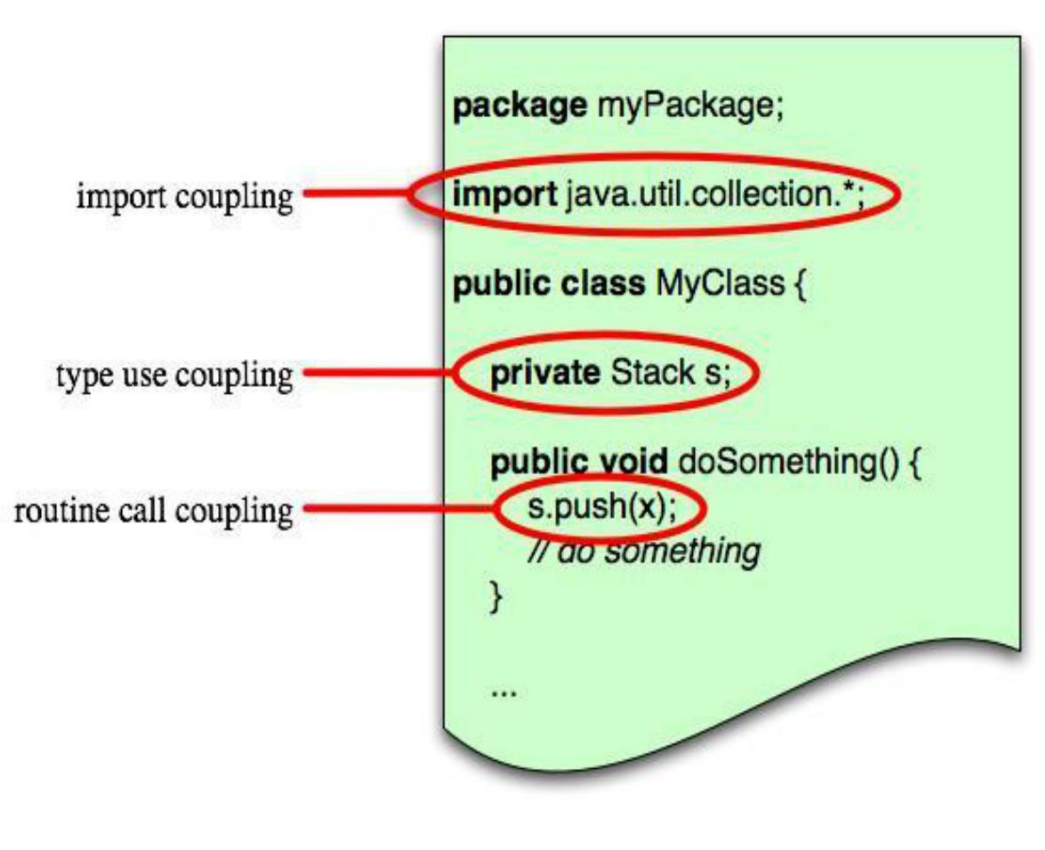 package myPackage;
import coupling
import java.util.collection.*;
public class MyClass {
type use coupling
private Stack s;
public void doSomething() {
routine call coupling
s.push(x);
// do something
}
...